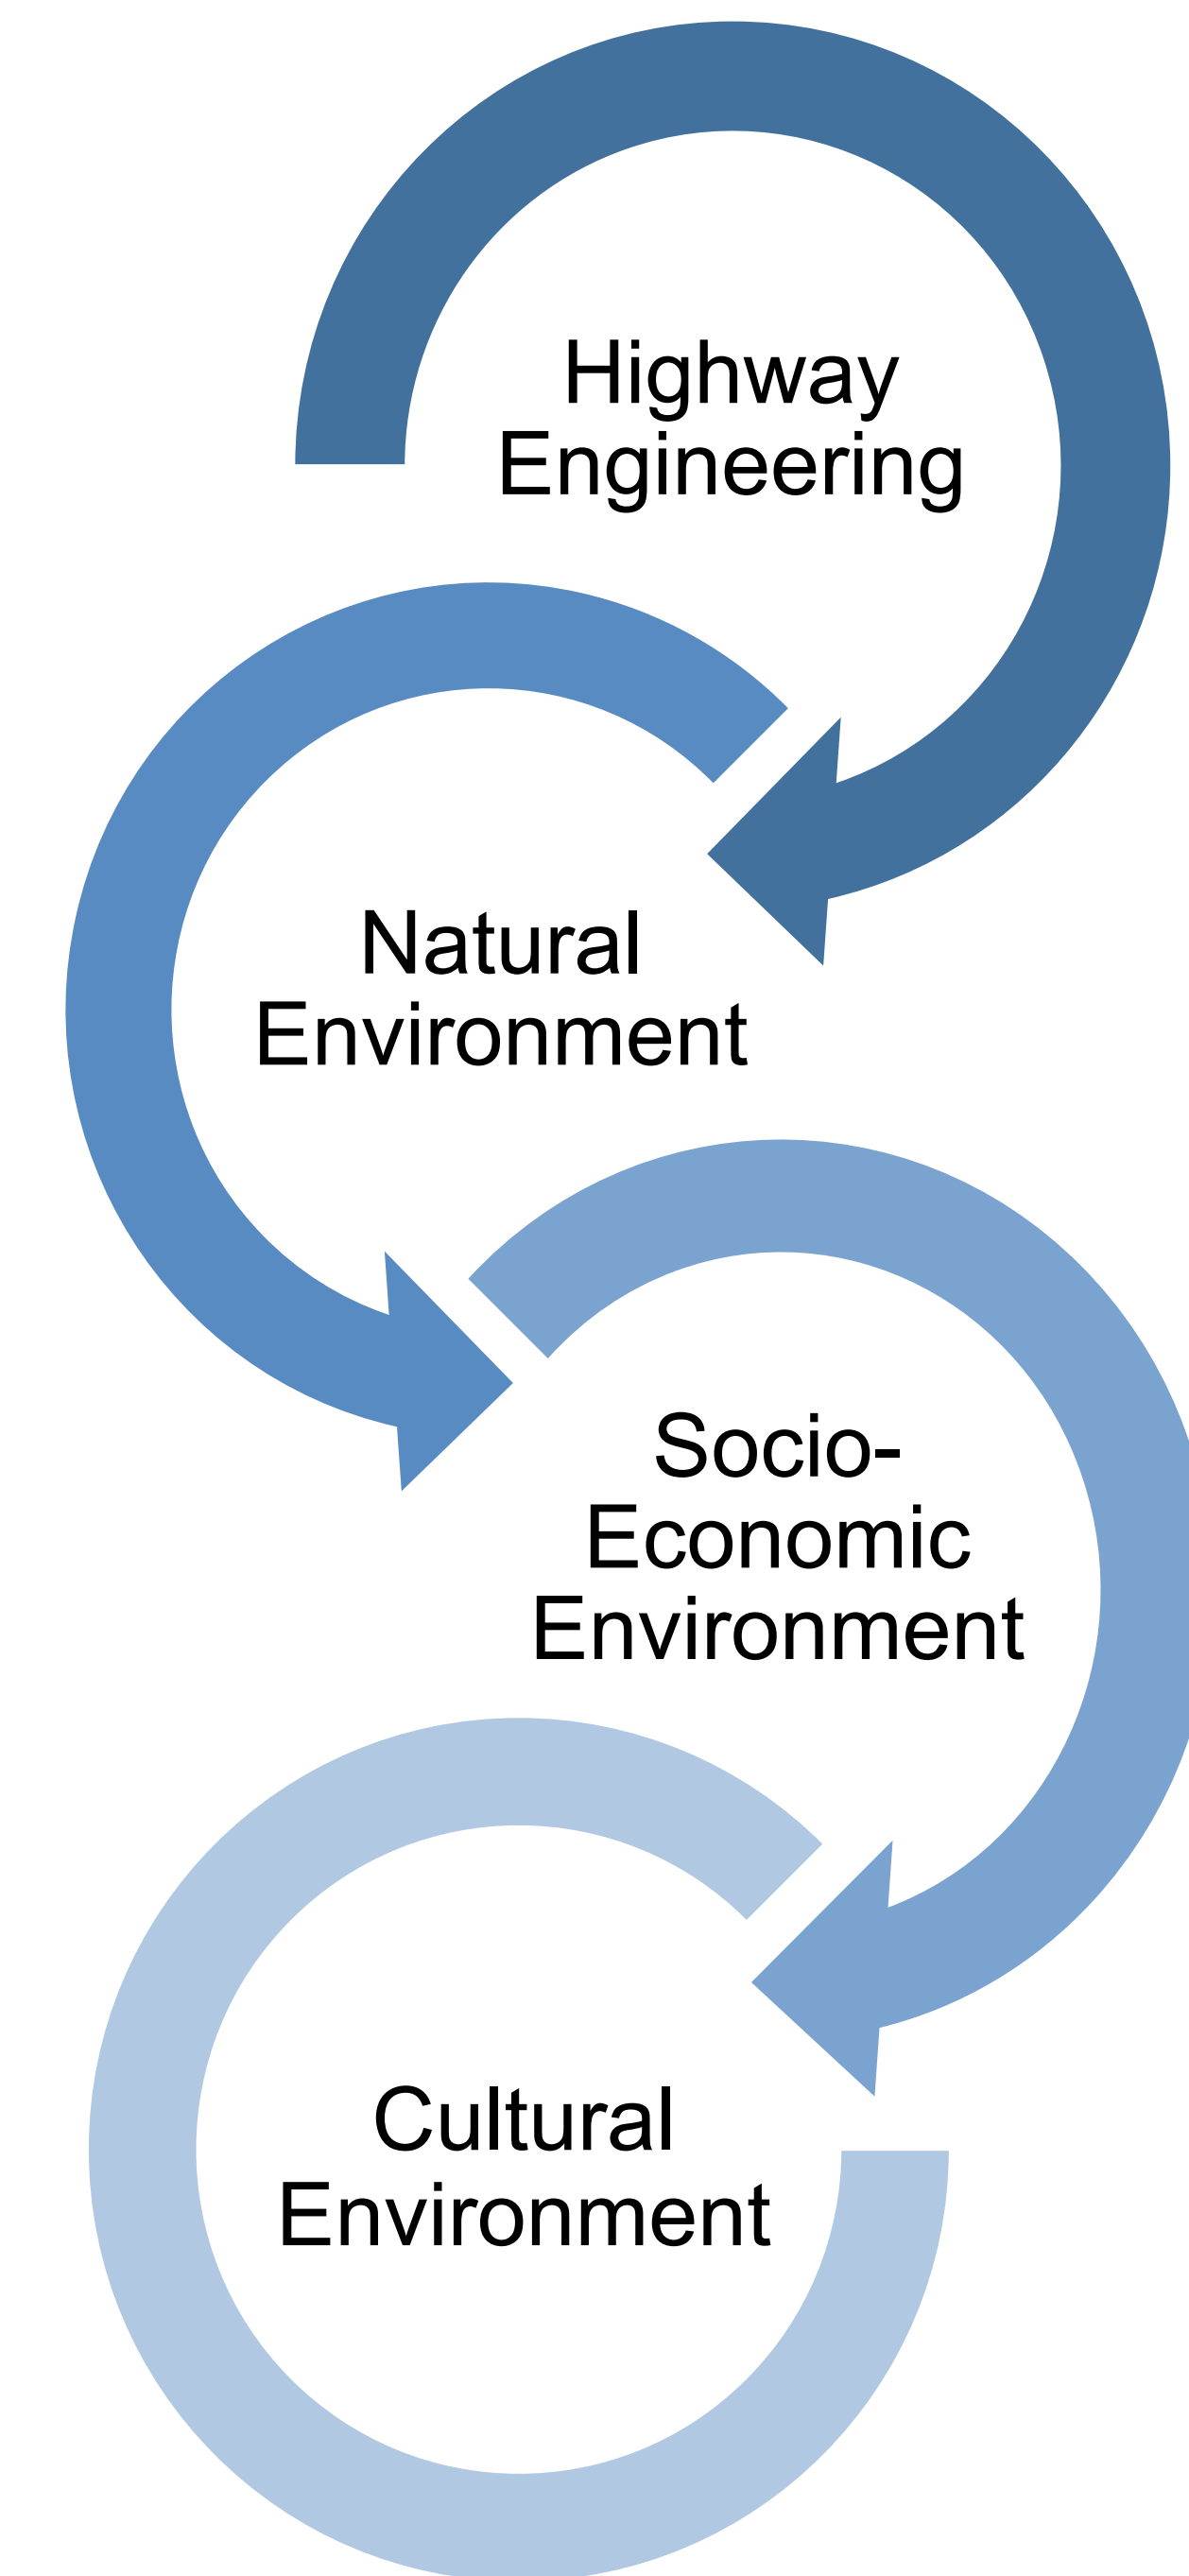 Highway
Engineering
Natural
Environment
Socio-
Economic
Environment
Cultural
Environment